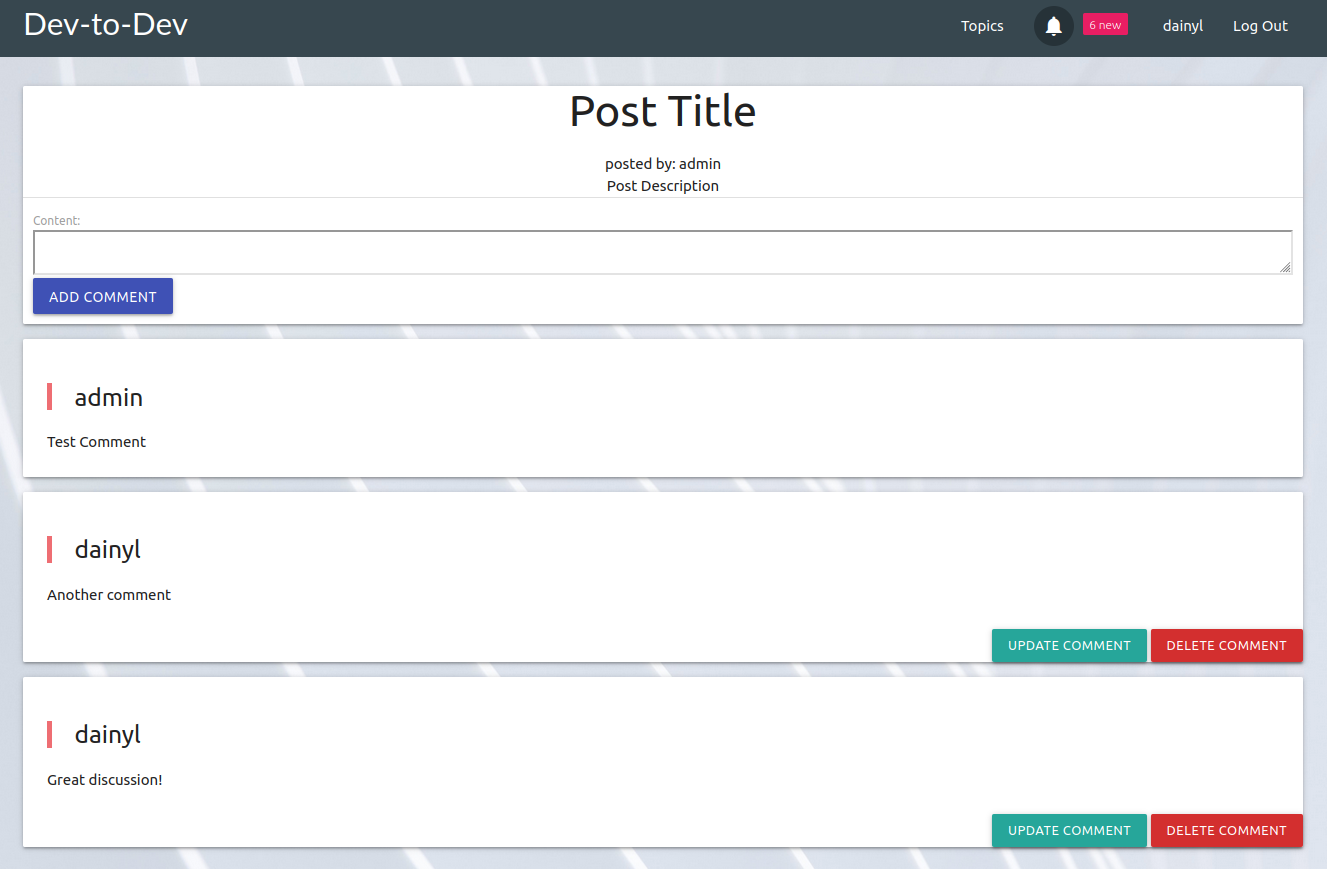 Dev-to-Dev
Topics
6 new
dainyl
Log Out
Post Title
posted by: admin
Post Description
Content:
ADD COMMENT
admin
Test Comment
dainyl
Another comment
UPDATE COMMENT DELETE COMMENT
dainyl
Great discussion!
UPDATE COMMENT DELETE COMMENT